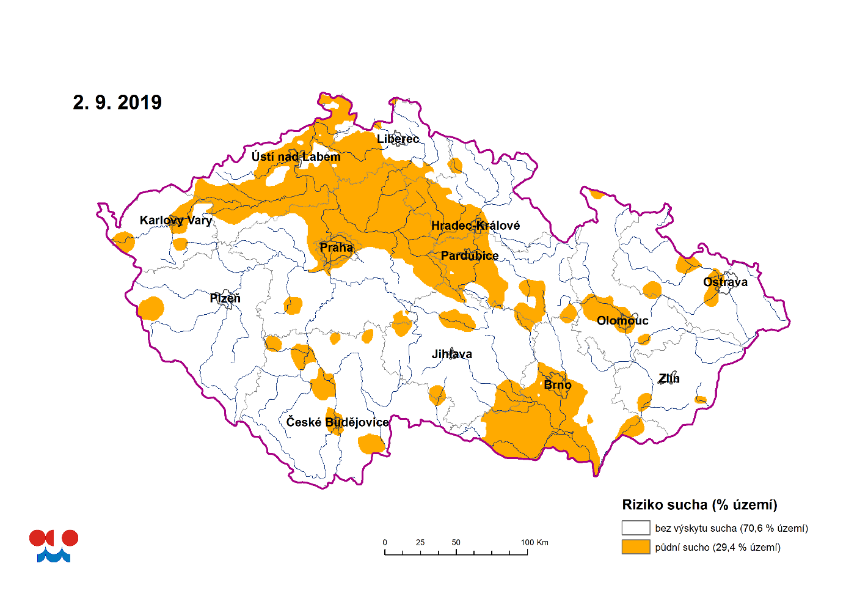 2. 9. 2019
Liberec
Ústí nad Labem
Karlovy Vary
Hradec-Králové
Praha
Pardubice
Ostrava
Plzeň
Olomouc
Jihlava
Zlín
Brno
České Budějovice
Riziko sucha (% území)
bez výskytu sucha (70,6 % území)
půdní sucho (29,4 % území)
0 25 50 100 Km